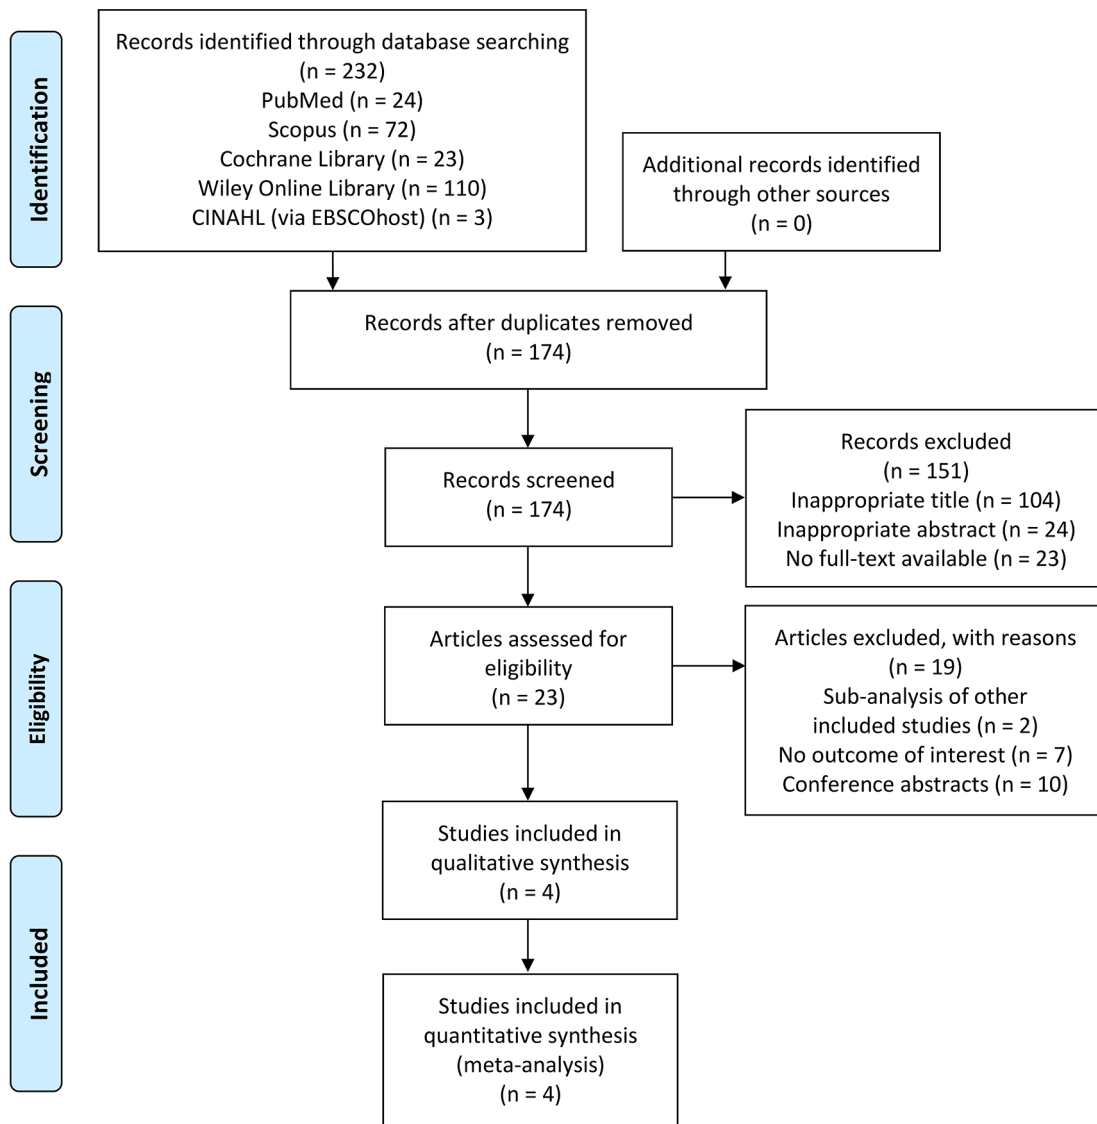 Identification
Records identified through database searching
(n = 232)
PubMed (n = 24)
Scopus (n = 72)
Cochrane Library (n = 23)
Wiley Online Library (n = 110)
CINAHL (via EBSCOhost) (n = 3)
Additional records identified
through other sources
(n = 0)
Screening
Records after duplicates removed
(n = 174)
Records screened
(n = 174)
Records excluded
(n = 151)
Inappropriate title (n = 104)
Inappropriate abstract (n = 24)
No full-text available (n = 23)
Eligibility
Articles assessed for
eligibility
(n = 23)
Articles excluded, with reasons
(n = 19)
Sub-analysis of other
included studies (n = 2)
No outcome of interest (n = 7)
Conference abstracts (n = 10)
Included
Studies included in
qualitative synthesis
(n = 4)
Studies included in
quantitative synthesis
(meta-analysis)
(n = 4)